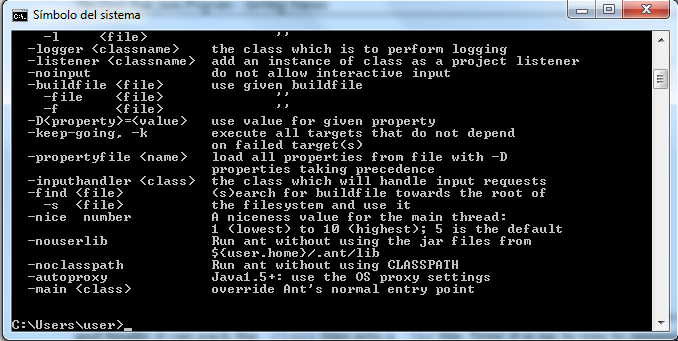 Símbolo del sistema
-l <file> ''
-logger <classname> the class which is to perform logging
-listener <classname> add an instance of class as a project listener
-noinput do not allow interactive input
-buildfile <file> use given buildfile
-file <file> ''
-f <file> ''
-D<property>=<value> use value for given property
-keep-going, -k execute all targets that do not depend
on failed target(s)
-propertyfile <name> load all properties from file with -D
properties taking precedence
-inputhandler <class> the class which will handle input requests
-find <file> (s)earch for buildfile towards the root of
-s <file> the filesystem and use it
-nice number A niceness value for the main thread:
1 (lowest) to 10 (highest); 5 is the default
-nouserlib Run ant without using the jar files from
${user.home}/.ant/lib
-noclasspath Run ant without using CLASSPATH
-autoproxy Java1.5+: use the OS proxy settings
-main <class> override Ant's normal entry point
C:\Users\user>_